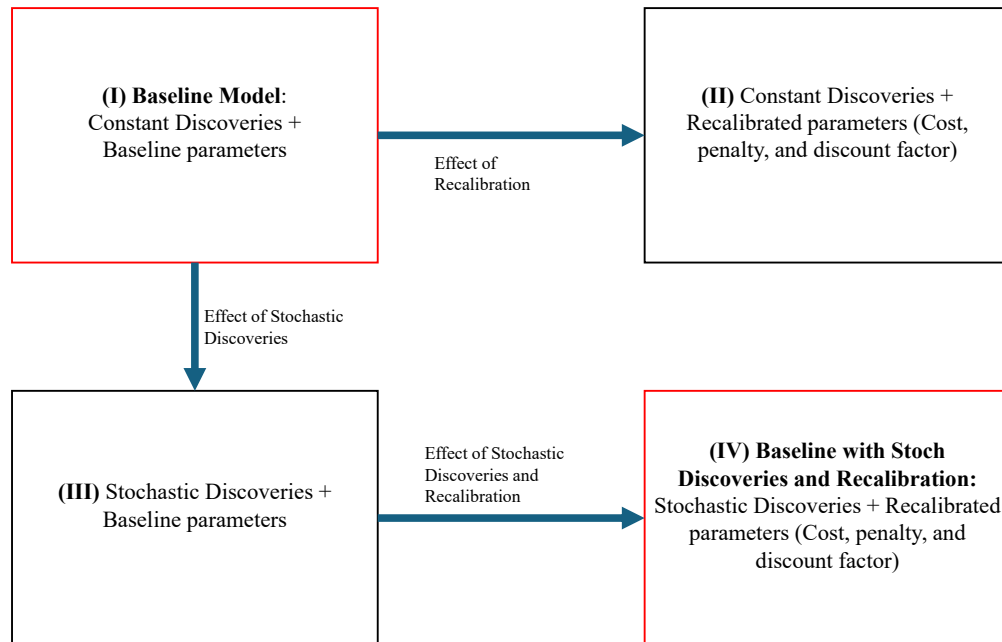 (I) Baseline Model:
Constant Discoveries +
Baseline parameters
Effect of
Recalibration
(II) Constant Discoveries +
Recalibrated parameters (Cost,
penalty, and discount factor)
Effect of Stochastic
Discoveries
(III) Stochastic Discoveries +
Baseline parameters
Effect of Stochastic
Discoveries and
Recalibration
(IV) Baseline with Stoch
Discoveries and Recalibration:
Stochastic Discoveries + Recalibrated
parameters (Cost, penalty, and
discount factor)